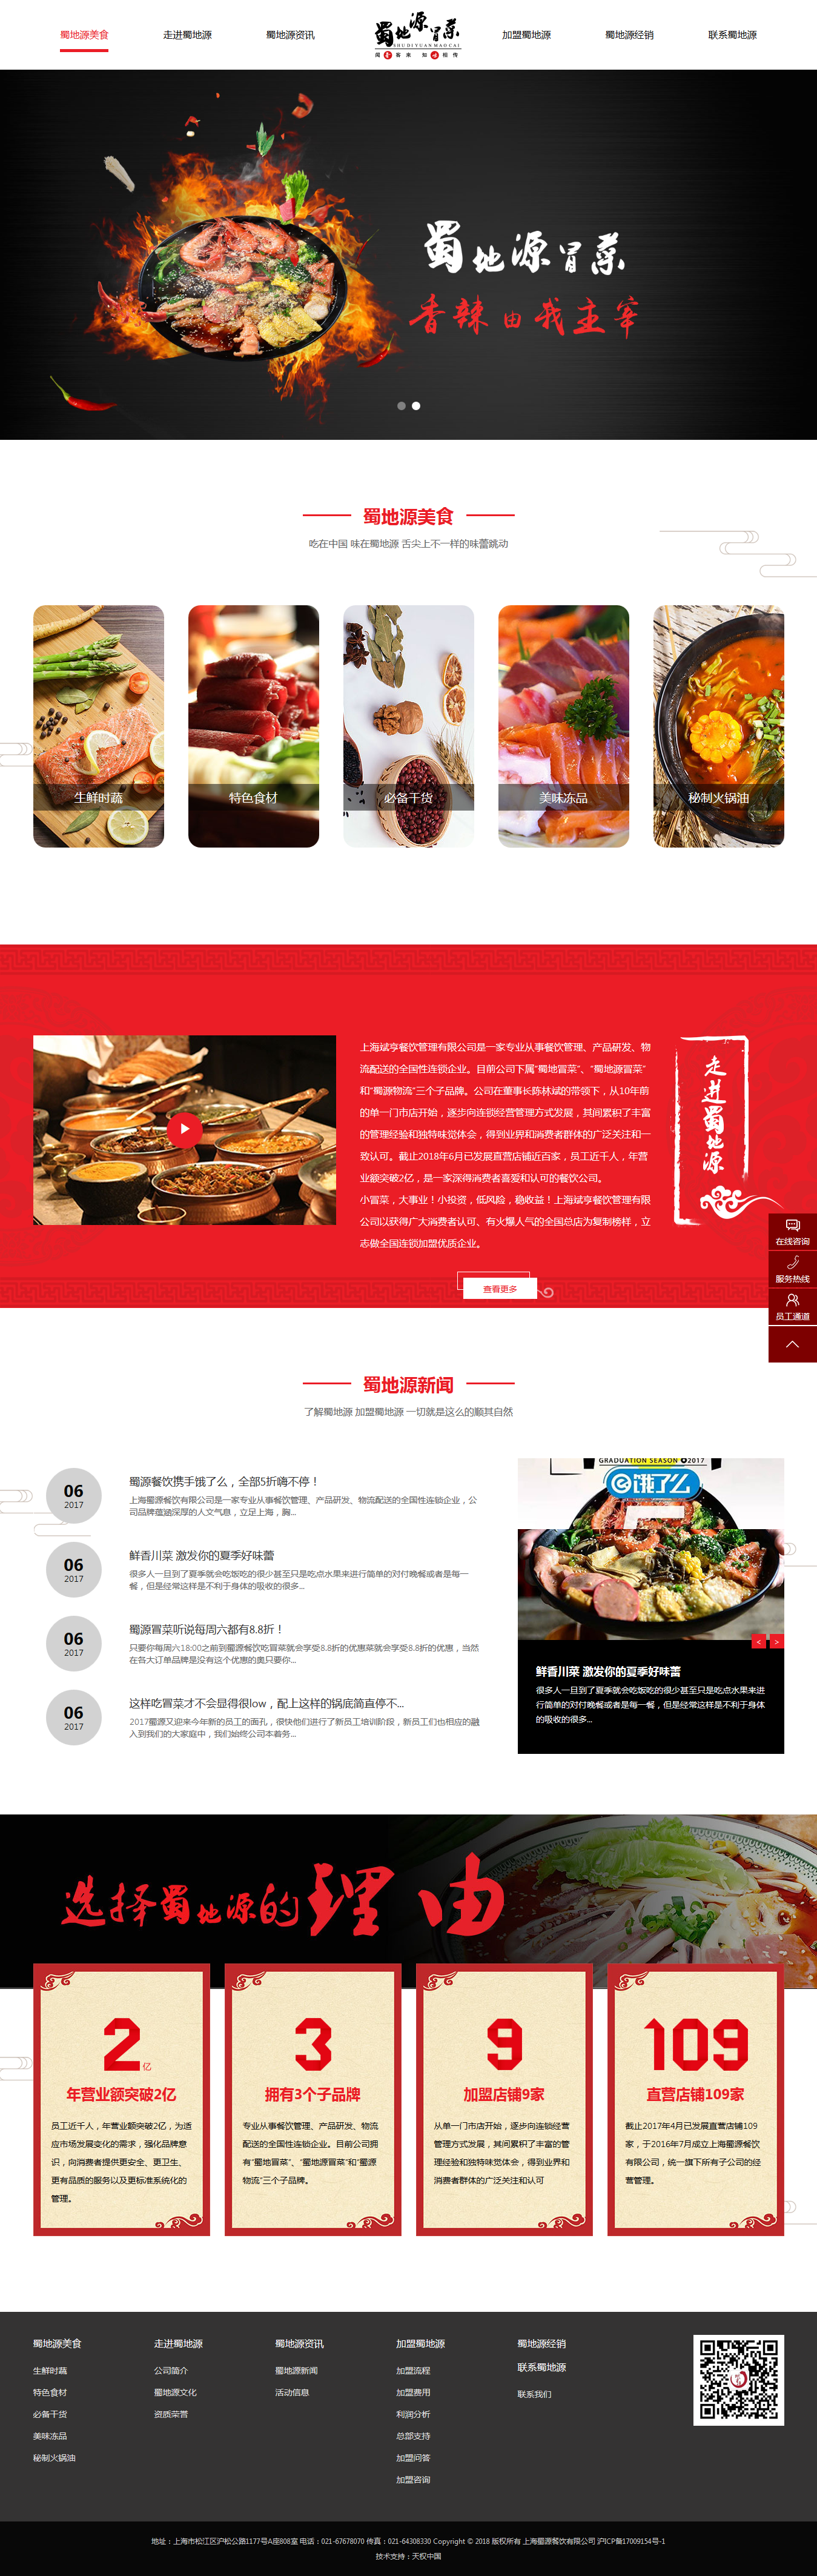 蜀地源美食
走进蜀地源
蜀地源资讯
蜀地源冒菜
SHUDIYUANMAOCAI
闻香客来 知味相传
加盟蜀地源
蜀地源经销
联系蜀地源
蜀地源冒菜
香辣由我主宰
蜀地源美食
吃在中国 味在蜀地源 舌尖上不一样的味蕾跳动
生鲜时蔬
特色食材
必备干货
美味冻品
秘制火锅油
上海斌亨餐饮管理有限公司是一家专业从事餐饮管理、产品研发、物
流配送的全国性连锁企业。目前公司下属“蜀地冒菜”、“蜀地源冒菜”
和“蜀源物流”三个子品牌。公司在董事长陈林斌的带领下，从10年前
的单一门市店开始，逐步向连锁经营管理方式发展，其间累积了丰富
的管理经验和独特味觉体会，得到业界和消费者群体的广泛关注和一
致认可。截止2018年6月已发展直营店铺近百家，员工近千人，年营
业额突破2亿，是一家深得消费者喜爱和认可的餐饮公司。
小冒菜，大事业！小投资，低风险，稳收益！上海斌亨餐饮管理有限
公司以获得广大消费者认可、有火爆人气的全国总店为复制榜样，立
志做全国连锁加盟优质企业。
走进蜀地源
查看更多
在线咨询
服务热线
员工通道
蜀地源新闻
了解蜀地源 加盟蜀地源 一切就是这么的顺其自然
06
2017
蜀源餐饮携手饿了么，全部5折嗨不停！
上海蜀源餐饮有限公司是一家专业从事餐饮管理、产品研发、物流配送的全国性连锁企业，公
司品牌蕴涵深厚的人文气息，立足上海，胸...
06
2017
鲜香川菜 激发你的夏季好味蕾
很多人一旦到了夏季就会吃饭吃的很少甚至只是吃点水果来进行简单的对付晚餐或者是每一
餐，但是经常这样是不利于身体的吸收的很多...
06
2017
蜀源冒菜听说每周六都有8.8折！
只要你每周六18:00之前到蜀源餐饮吃冒菜就会享受8.8折的优惠菜就会享受8.8折的优惠，当然
在各大订单品牌是没有这个优惠的奥只要你...
06
2017
这样吃冒菜才不会显得很low，配上这样的锅底简直停不...
2017蜀源又迎来今年新的员工的面孔，很快他们进行了新员工培训阶段，新员工们也相应的融
入到我们的大家庭中，我们始终公司本着务...
GRADUATION SEASON 2017
饿了么
< >
鲜香川菜 激发你的夏季好味蕾
很多人一旦到了夏季就会吃饭吃的很少甚至只是吃点水果来进
行简单的对付晚餐或者是每一餐，但是经常这样是不利于身体
的吸收的很多...
选择蜀地源的理由
2亿
年营业额突破2亿
员工近千人，年营业额突破2亿，为适
应市场发展变化的需求，强化品牌意
识，向消费者提供更安全、更卫生、
更有品质的服务以及更标准系统化的
管理。
3
拥有3个子品牌
专业从事餐饮管理、产品研发、物流
配送的全国性连锁企业。目前公司拥
有“蜀地冒菜”、“蜀地源冒菜”和“蜀源
物流”三个子品牌。
9
加盟店铺9家
从单一门市店开始，逐步向连锁经营
管理方式发展，其间累积了丰富的管
理经验和独特味觉体会，得到业界和
消费者群体的广泛关注和认可
109
直营店铺109家
截止2017年4月已发展直营店铺109
家，于2016年7月成立上海蜀源餐饮
有限公司，统一旗下所有子公司的经
营管理。
蜀地源美食
生鲜时蔬
特色食材
必备干货
美味冻品
秘制火锅油
走进蜀地源
公司简介
蜀地源文化
资质荣誉
蜀地源资讯
蜀地源新闻
活动信息
加盟蜀地源
加盟流程
加盟费用
利润分析
总部支持
加盟问答
加盟咨询
蜀地源经销
联系蜀地源
联系我们
地址：上海市松江区沪松公路1177号A座808室 电话：021-67678070 传真：021-64308330 Copyright © 2018 版权所有 上海蜀源餐饮有限公司 沪ICP备17009154号-1
技术支持：天权中国